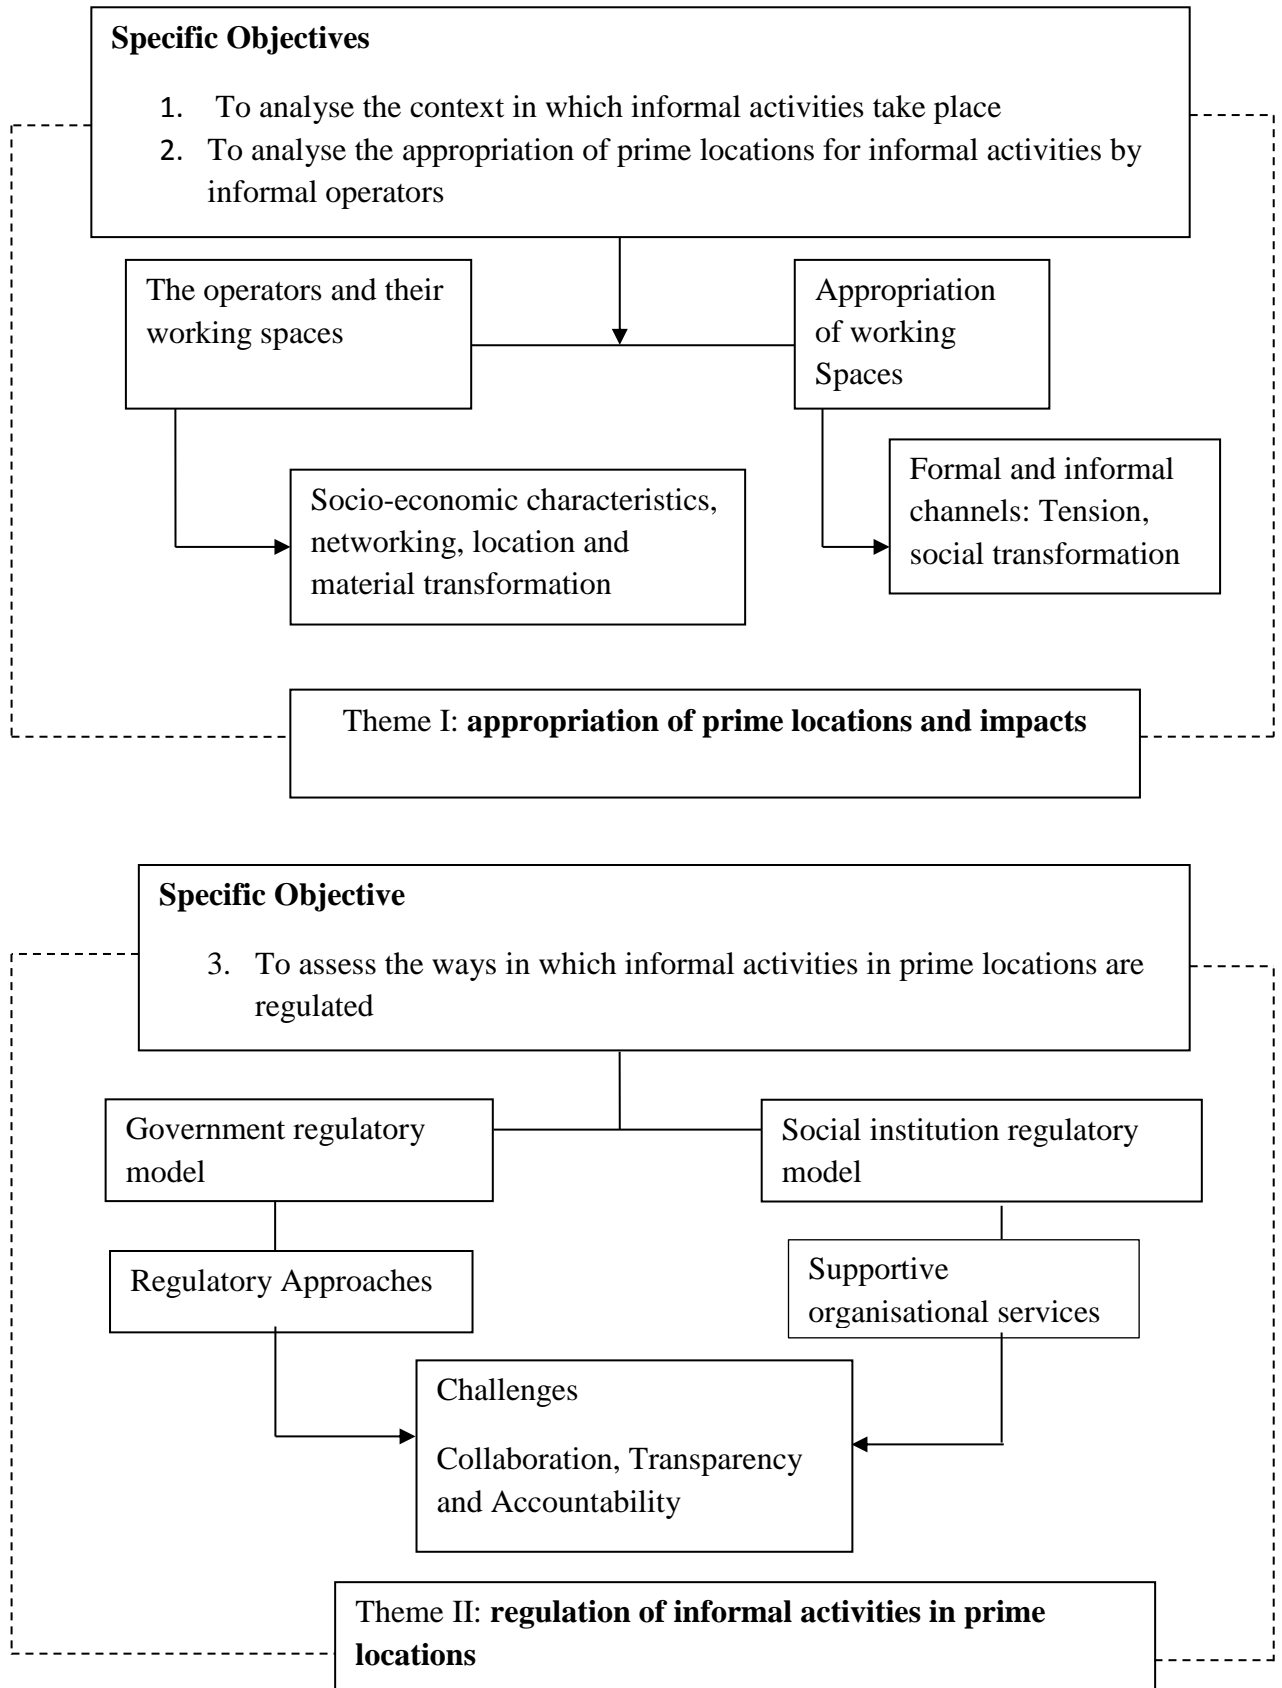 Specific Objectives
1. To analyse the context in which informal activities take place
2. To analyse the appropriation of prime locations for informal activities by
informal operators
The operators and their
working spaces
Appropriation
of working
Spaces
Socio-economic characteristics,
networking, location and
material transformation
Formal and informal
channels: Tension,
social transformation
Theme I: appropriation of prime locations and impacts
Specific Objective
3. To assess the ways in which informal activities in prime locations are
regulated
Government regulatory
model
Social institution regulatory
model
Regulatory Approaches
Supportive
organisational services
Challenges
Collaboration, Transparency
and Accountability
Theme II: regulation of informal activities in prime
locations